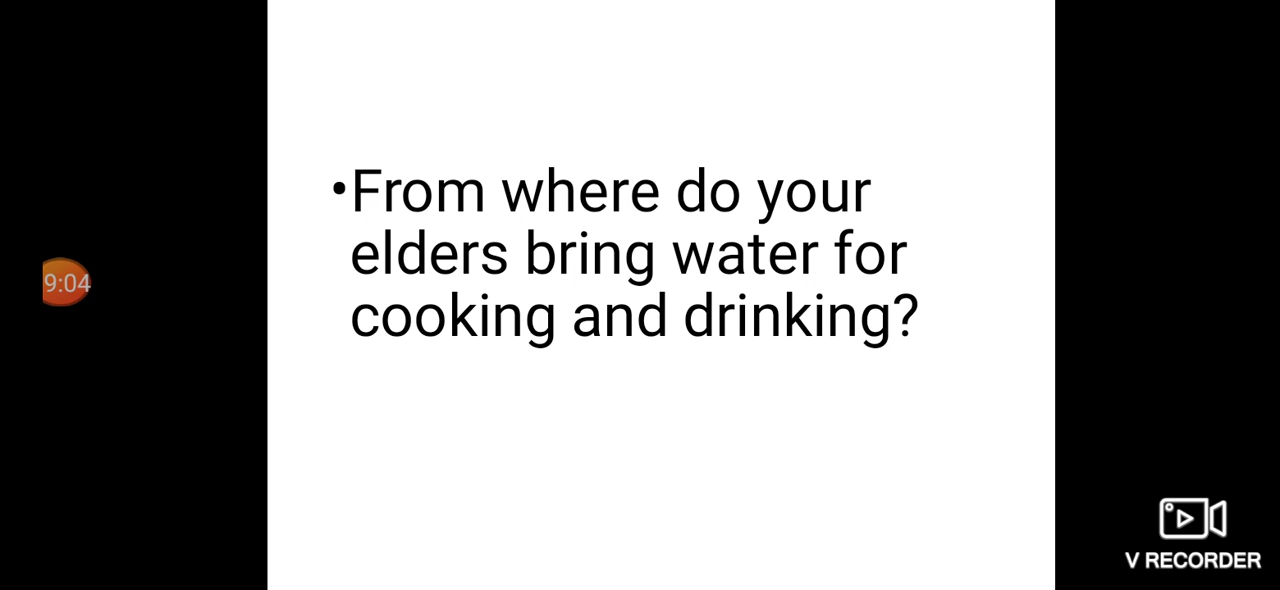 •From where do your
elders bring water for
cooking and drinking?
9:04
V RECORDER